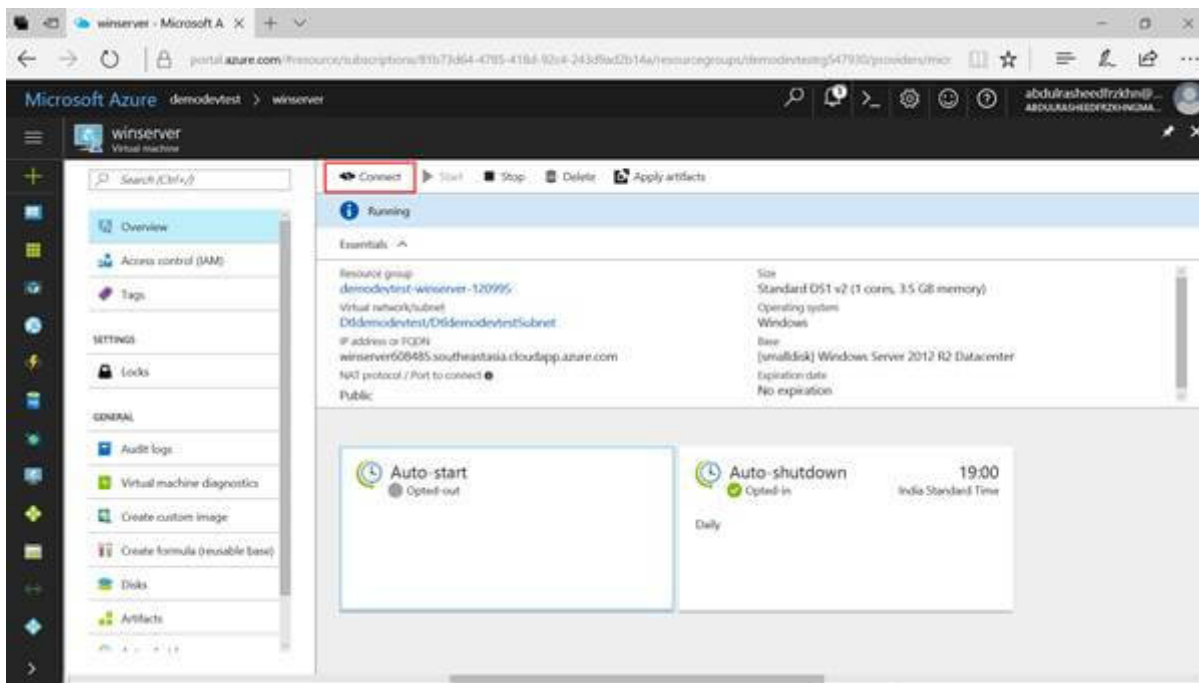 winserver - Microsoft A
portal.azure.com
Microsoft Azure demodevtest > winserver
abdulrasheedfrzkhn@...
winserver
Virtual machine
Search (Ctrl+/)
Connect Start Stop Delete Apply artifacts
Running
Overview
Essentials
Access control (IAM)
Tags
Resource group
demodevtest-winserver-120995
Virtual network/subnet
Dtldemodevtest/DtldemodevtestSubnet
IP address or FQDN
winserver608485.southeastasia.cloudapp.azure.com
NAT protocol / Port to connect
Public
Size
Standard DS1 v2 (1 cores, 3.5 GB memory)
Operating system
Windows
Base
[smalldisk] Windows Server 2012 R2 Datacenter
Expiration date
No expiration
SETTINGS
Locks
GENERAL
Audit logs
Virtual machine diagnostics
Create custom image
Create formula (reusable base)
Disks
Artifacts
Auto-start
Opted-out
Auto-shutdown 19:00
Opted-in India Standard Time
Daily